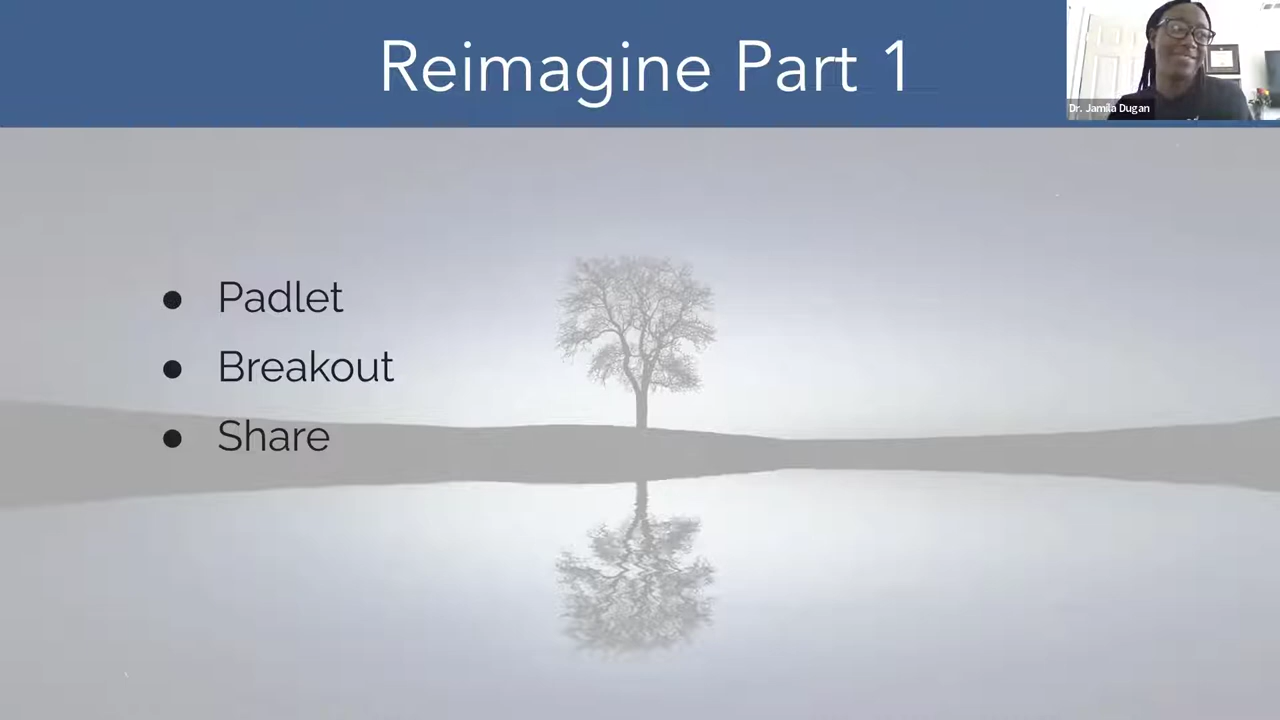 Reimagine Part 1
Dr. Jamila Dugan
● Padlet
● Breakout
● Share